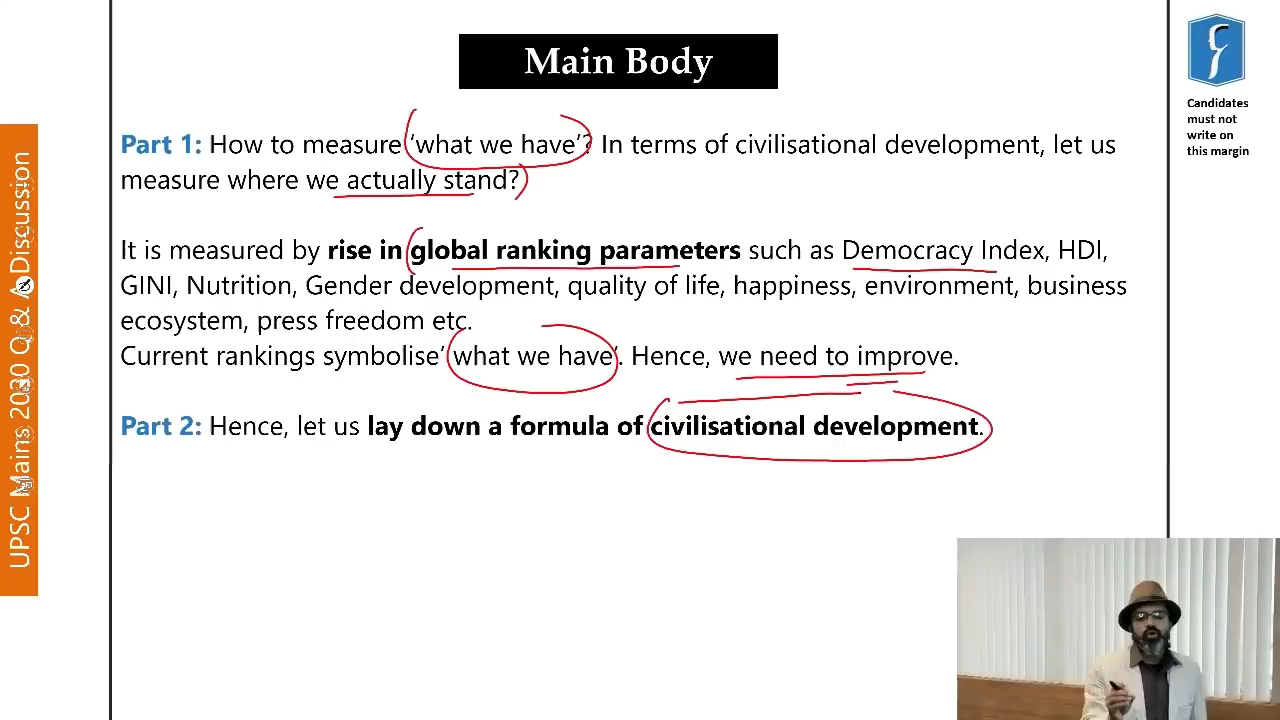 Main Body
Candidates
must not
write on
this margin
Part 1: How to measure ‘what we have’? In terms of civilisational development, let us
measure where we actually stand?
It is measured by rise in global ranking parameters such as Democracy Index, HDI,
GINI, Nutrition, Gender development, quality of life, happiness, environment, business
ecosystem, press freedom etc.
Current rankings symbolise‘ what we have’. Hence, we need to improve.
Part 2: Hence, let us lay down a formula of civilisational development.
UPSC Mains 2020 Q & A Discussion